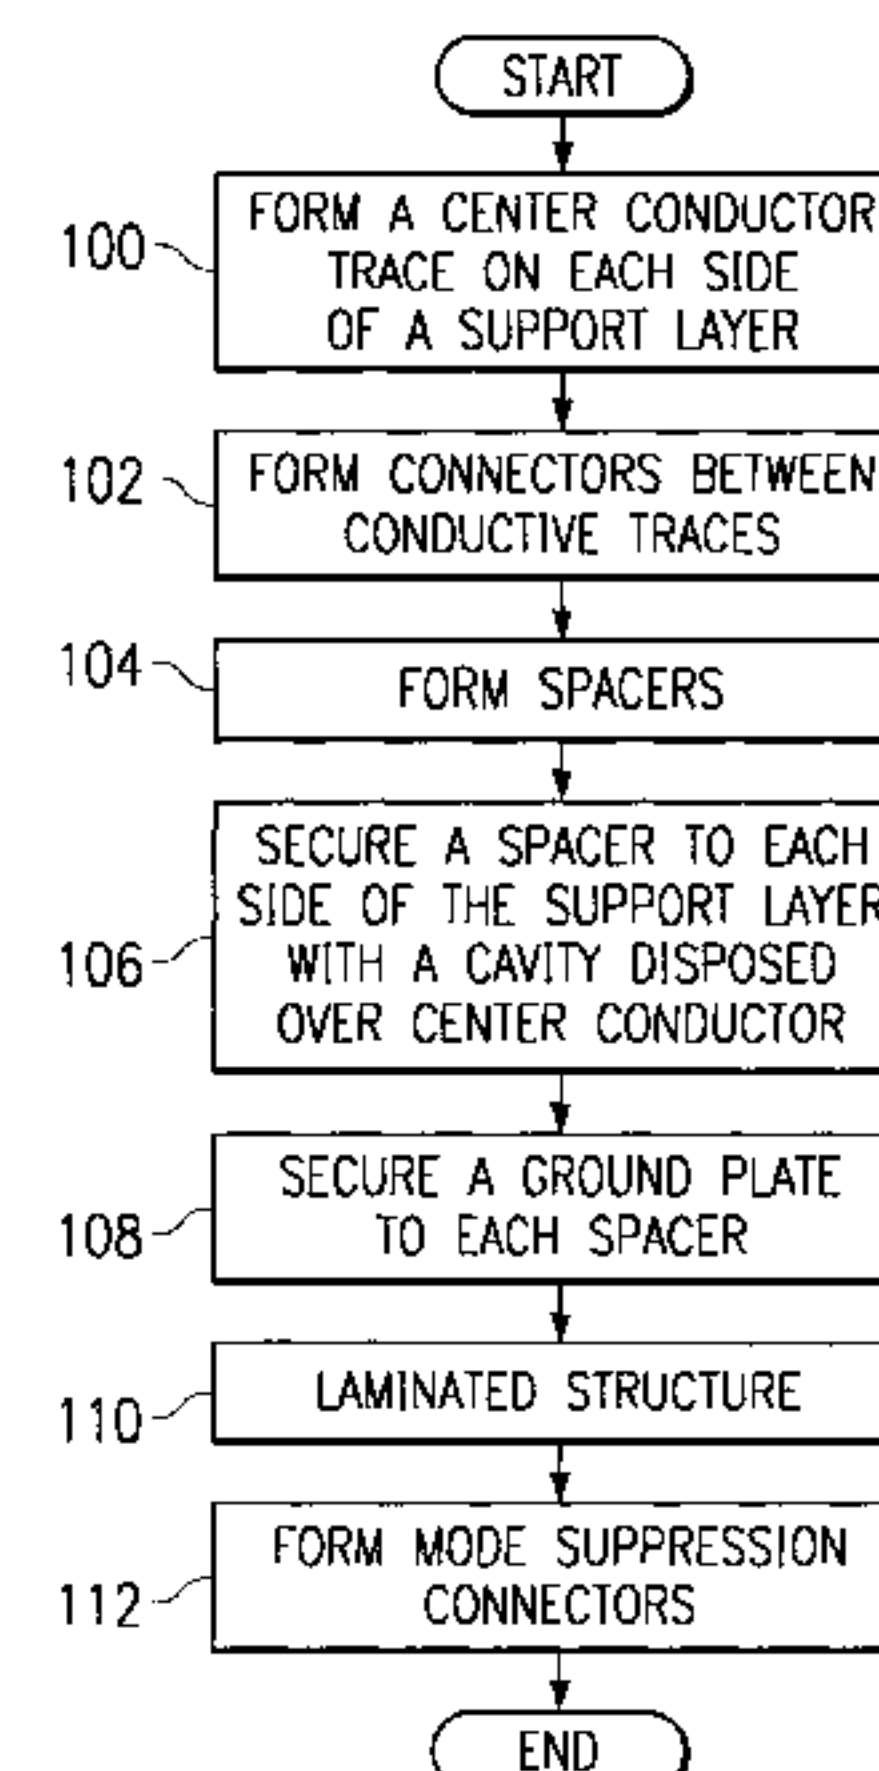 START
100
FORM A CENTER CONDUCTOR
TRACE ON EACH SIDE
OF A SUPPORT LAYER
102
FORM CONNECTORS BETWEEN
CONDUCTIVE TRACES
104
FORM SPACERS
106
SECURE A SPACER TO EACH
SIDE OF THE SUPPORT LAYER
WITH A CAVITY DISPOSED
OVER CENTER CONDUCTOR
108
SECURE A GROUND PLATE
TO EACH SPACER
110
LAMINATED STRUCTURE
112
FORM MODE SUPPRESSION
CONNECTORS
END